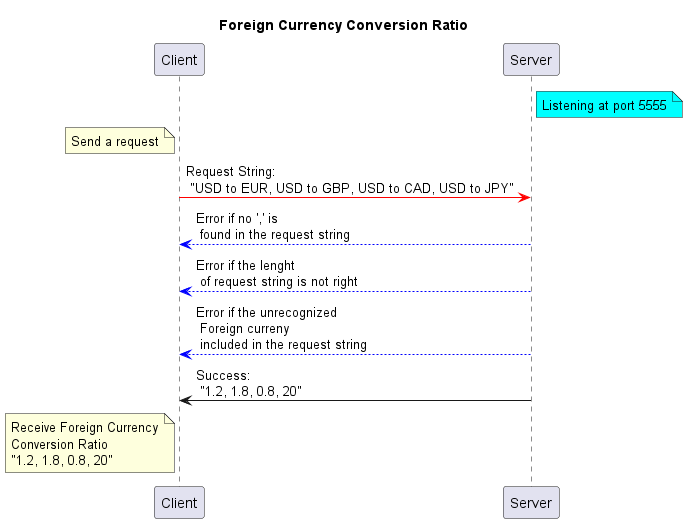 Foreign Currency Conversion Ratio
Client
Server
Listening at port 5555
Send a request
Request String:
"USD to EUR, USD to GBP, USD to CAD, USD to JPY"
Error if no ',' is
found in the request string
Error if the lenght
of request string is not right
Error if the unrecognized
Foreign curreny
included in the request string
Success:
"1.2, 1.8, 0.8, 20"
Receive Foreign Currency
Conversion Ratio
"1.2, 1.8, 0.8, 20"
Client
Server